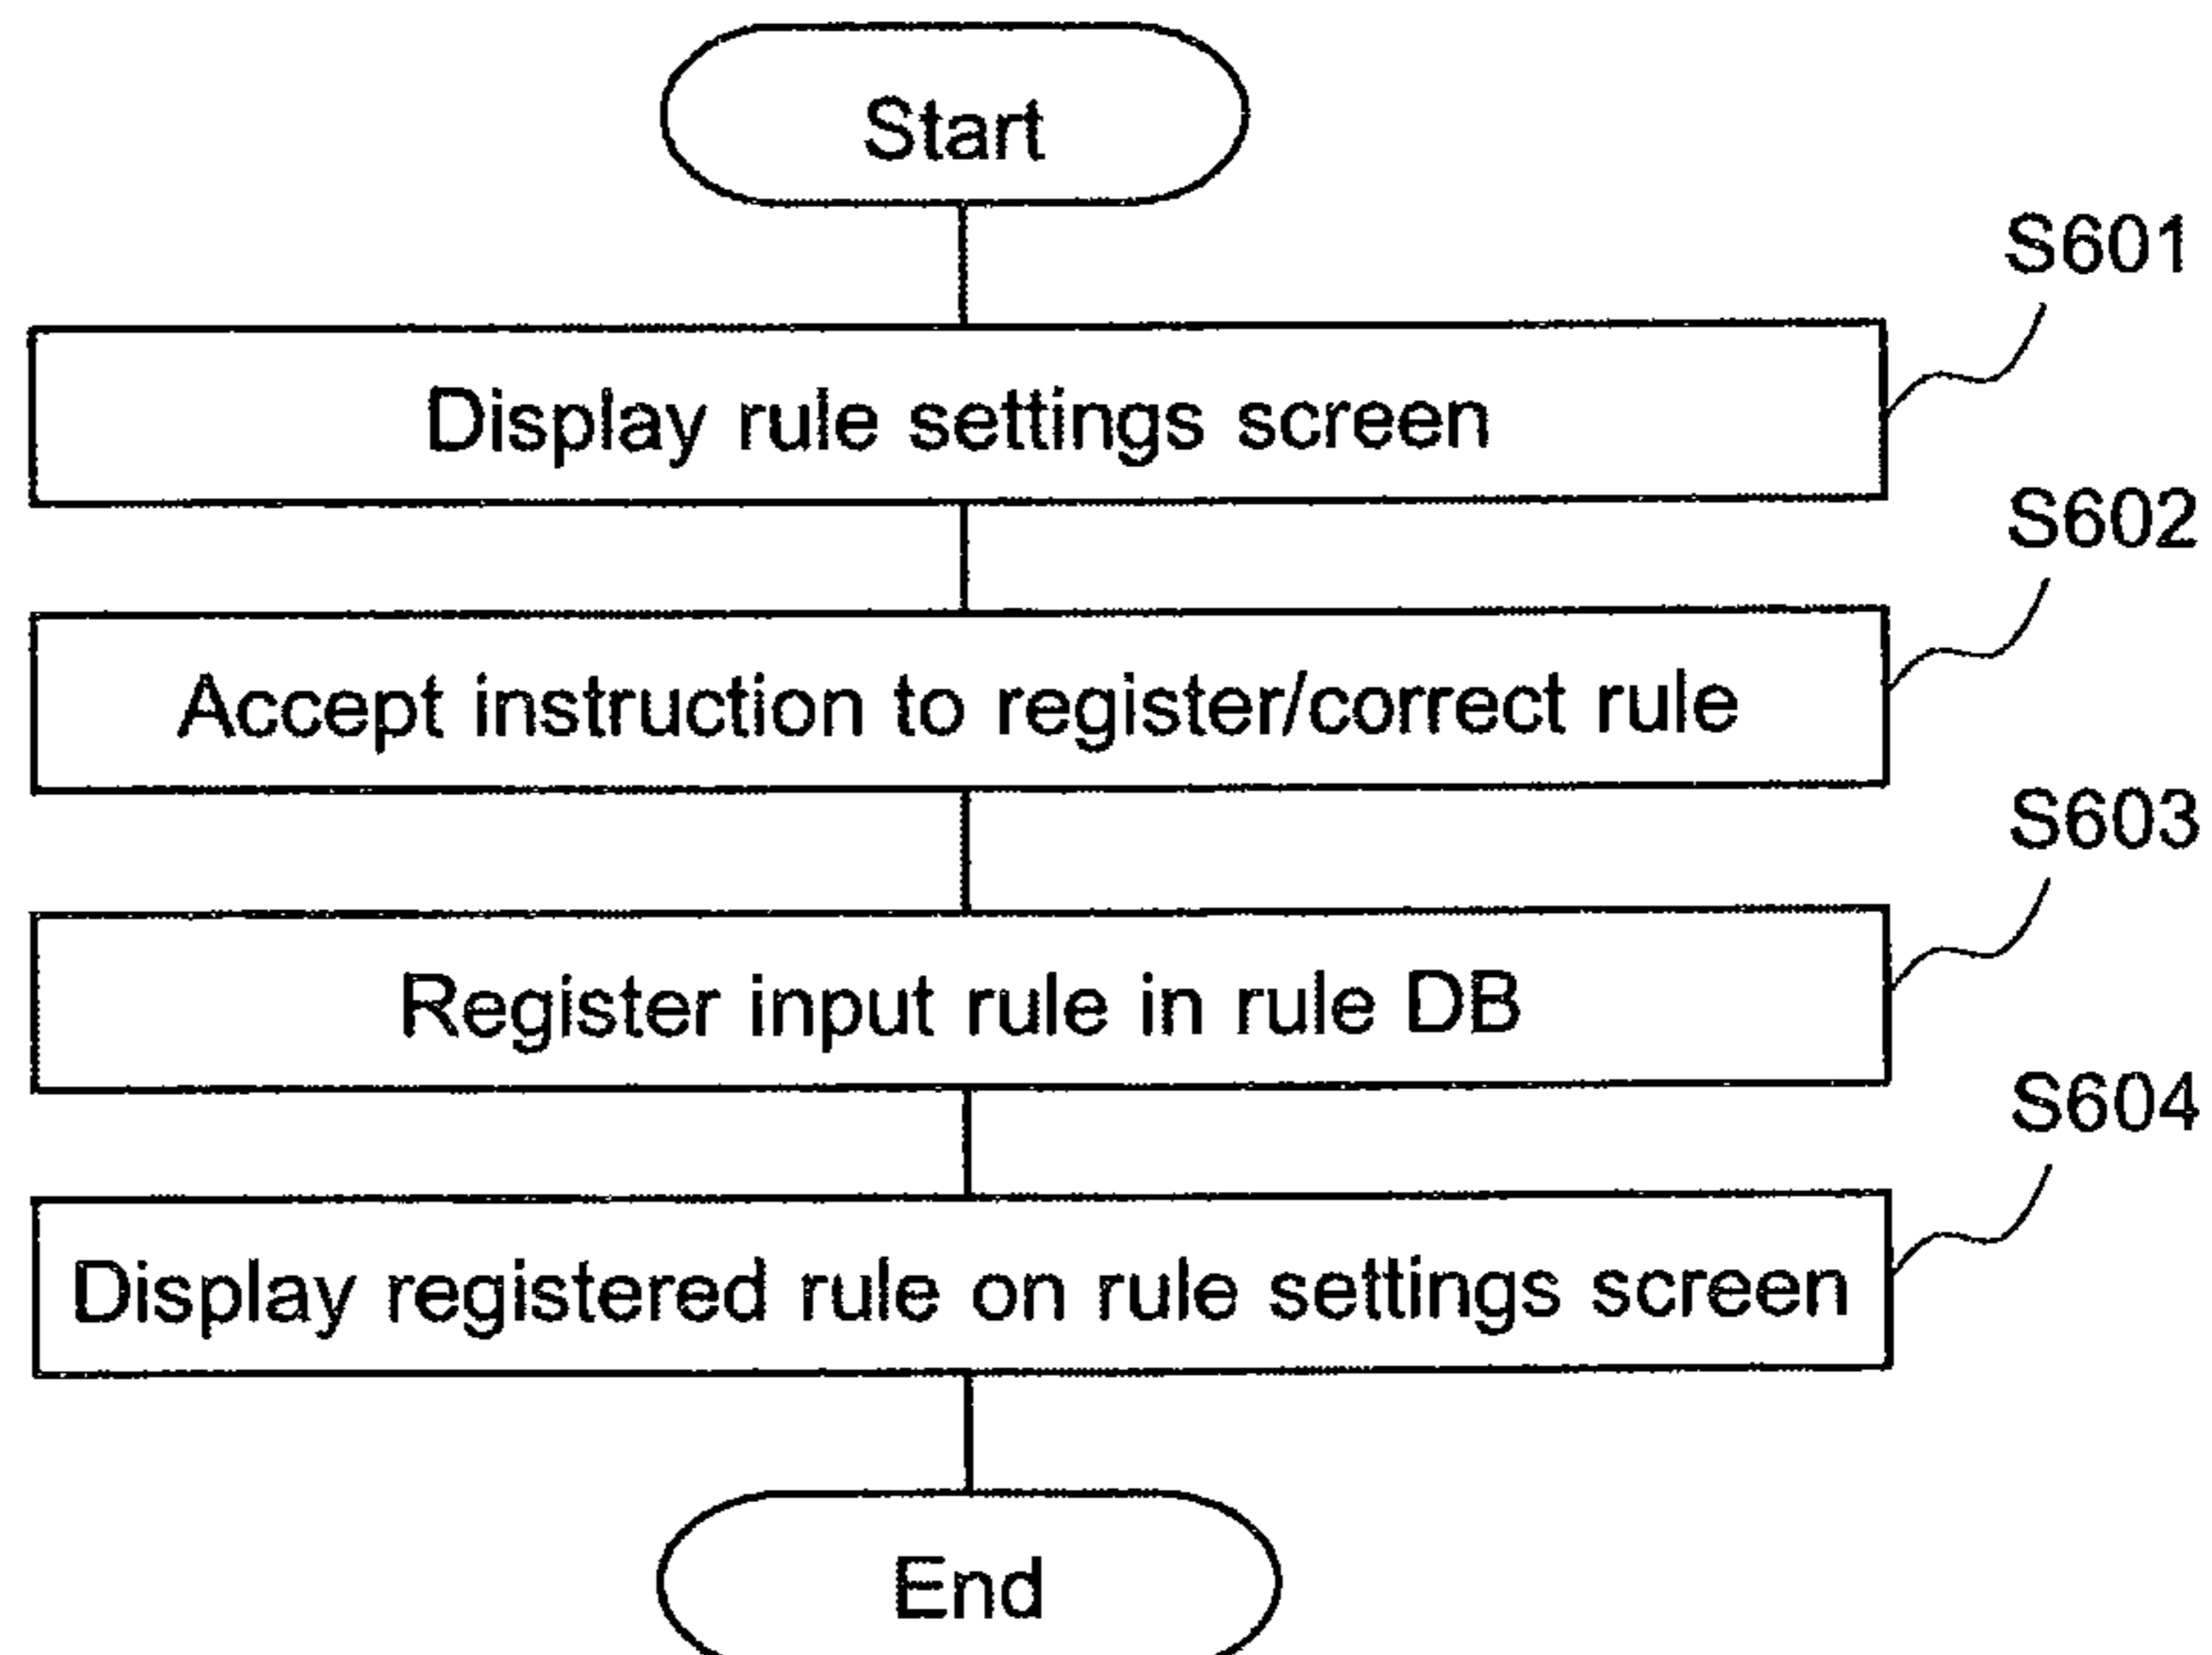 Start
S601
Display rule settings screen
S602
Accept instruction to register/correct rule
S603
Register input rule in rule DB
S604
Display registered rule on rule settings screen
End